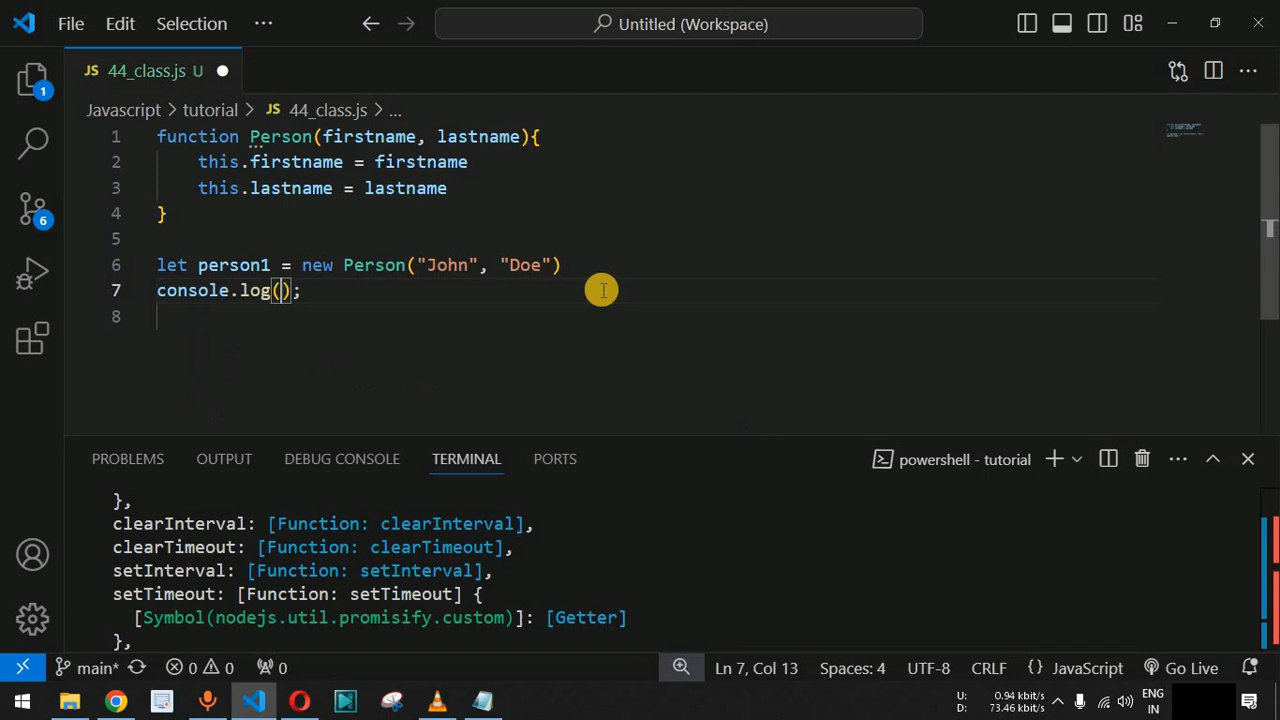 File Edit Selection ··· Untitled (Workspace)
JS 44_class.js U
Javascript > tutorial > JS 44_class.js > ...
1 function Person(firstname, lastname){
2     this.firstname = firstname
3     this.lastname = lastname
4 }
5
6 let person1 = new Person("John", "Doe")
7 console.log();
8
1
6
PROBLEMS OUTPUT DEBUG CONSOLE TERMINAL PORTS powershell - tutorial
},
clearInterval: [Function: clearInterval],
clearTimeout: [Function: clearTimeout],
setInterval: [Function: setInterval],
setTimeout: [Function: setTimeout] {
[Symbol(nodejs.util.promisify.custom)]: [Getter]
},
main* 0 0 0 Ln 7, Col 13 Spaces: 4 UTF-8 CRLF {} JavaScript Go Live
U: 0.94 kbit/s
D: 73.46 kbit/s
ENG
IN